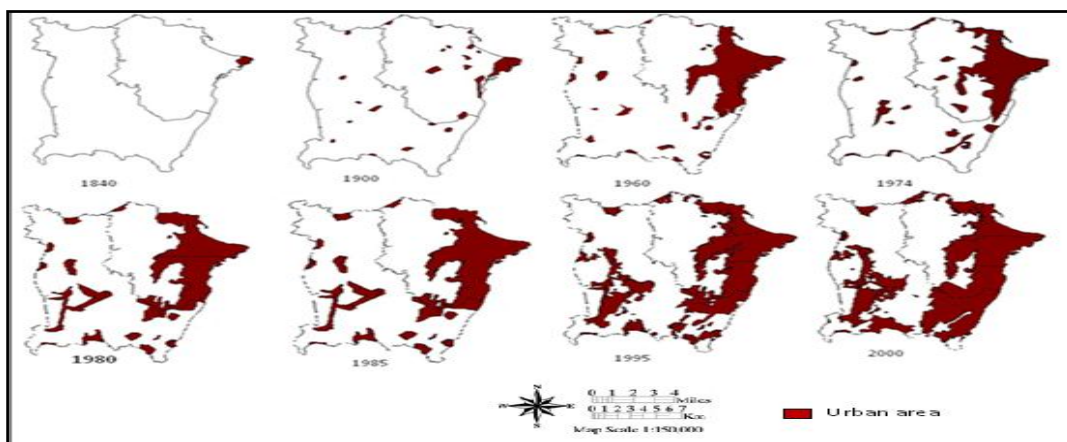 1840
1900
1960
1974
1980
1985
1995
2000
N
W E
S
0 1 2 3 4
Miles
0 1 2 3 4 5 6 7
Km
Map Scale 1:150,000
Urban area